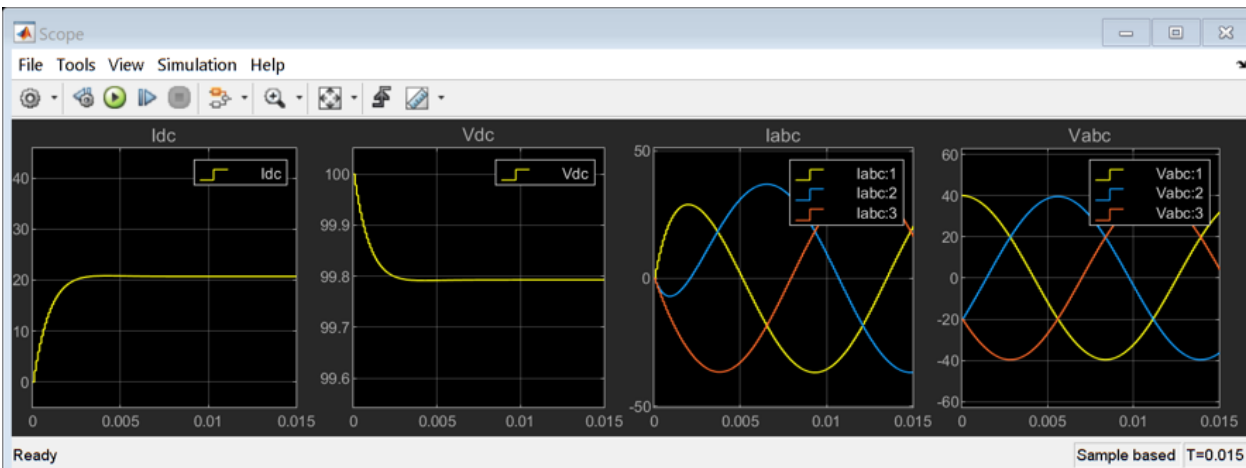 Scope
File Tools View Simulation Help
Idc
Idc
40
30
20
10
0
0 0.005 0.01 0.015
Vdc
Vdc
100
99.9
99.8
99.7
99.6
0 0.005 0.01 0.015
Iabc
Iabc:1
Iabc:2
Iabc:3
50
0
-50
0 0.005 0.01 0.015
Vabc
Vabc:1
Vabc:2
Vabc:3
60
40
20
0
-20
-40
-60
0 0.005 0.01 0.015
Ready
Sample based T=0.015